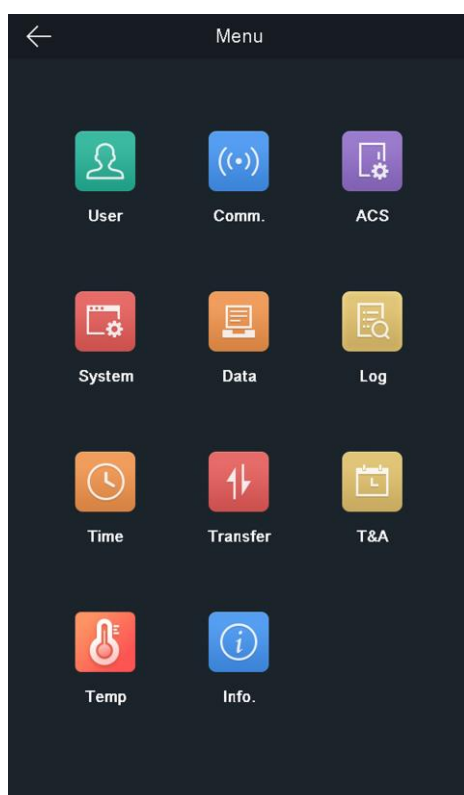 Menu
User Comm. ACS
System Data Log
Time Transfer T&A
Temp Info.